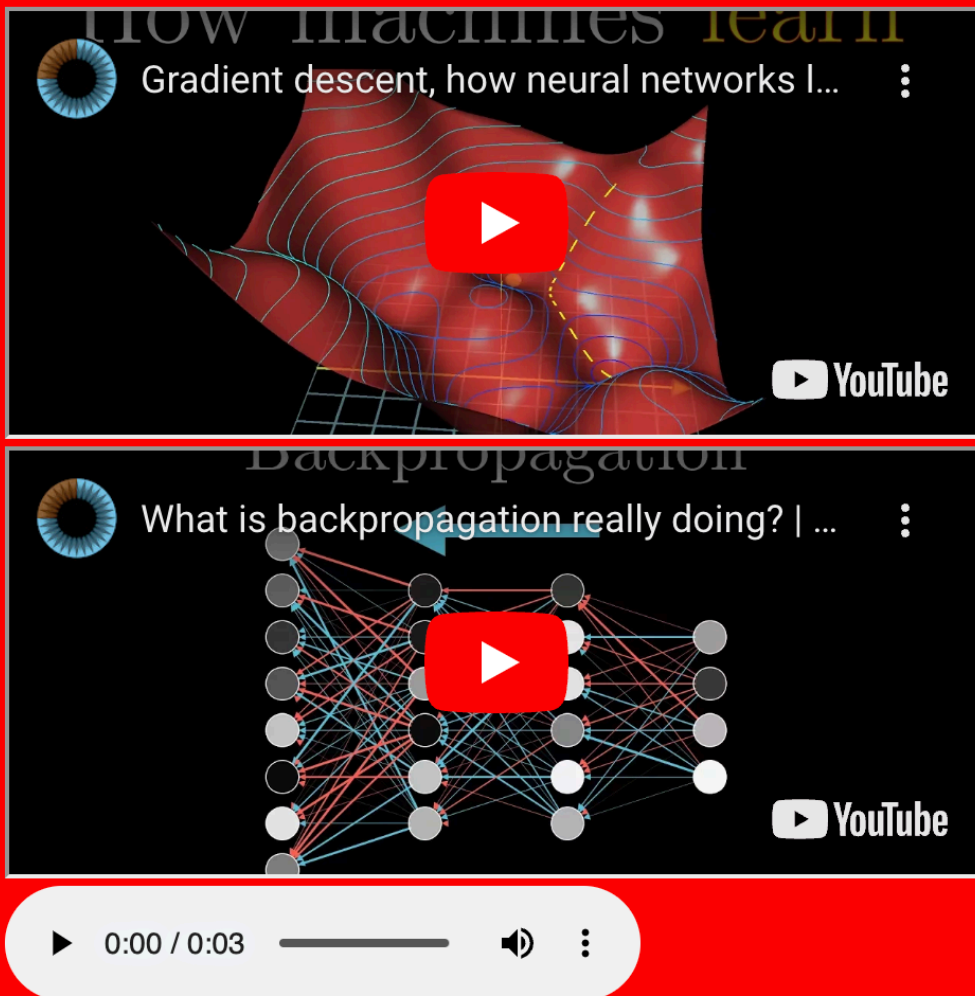 How machines learn
Gradient descent, how neural networks l...
YouTube
Backpropagation
What is backpropagation really doing? | ...
YouTube
0:00 / 0:03